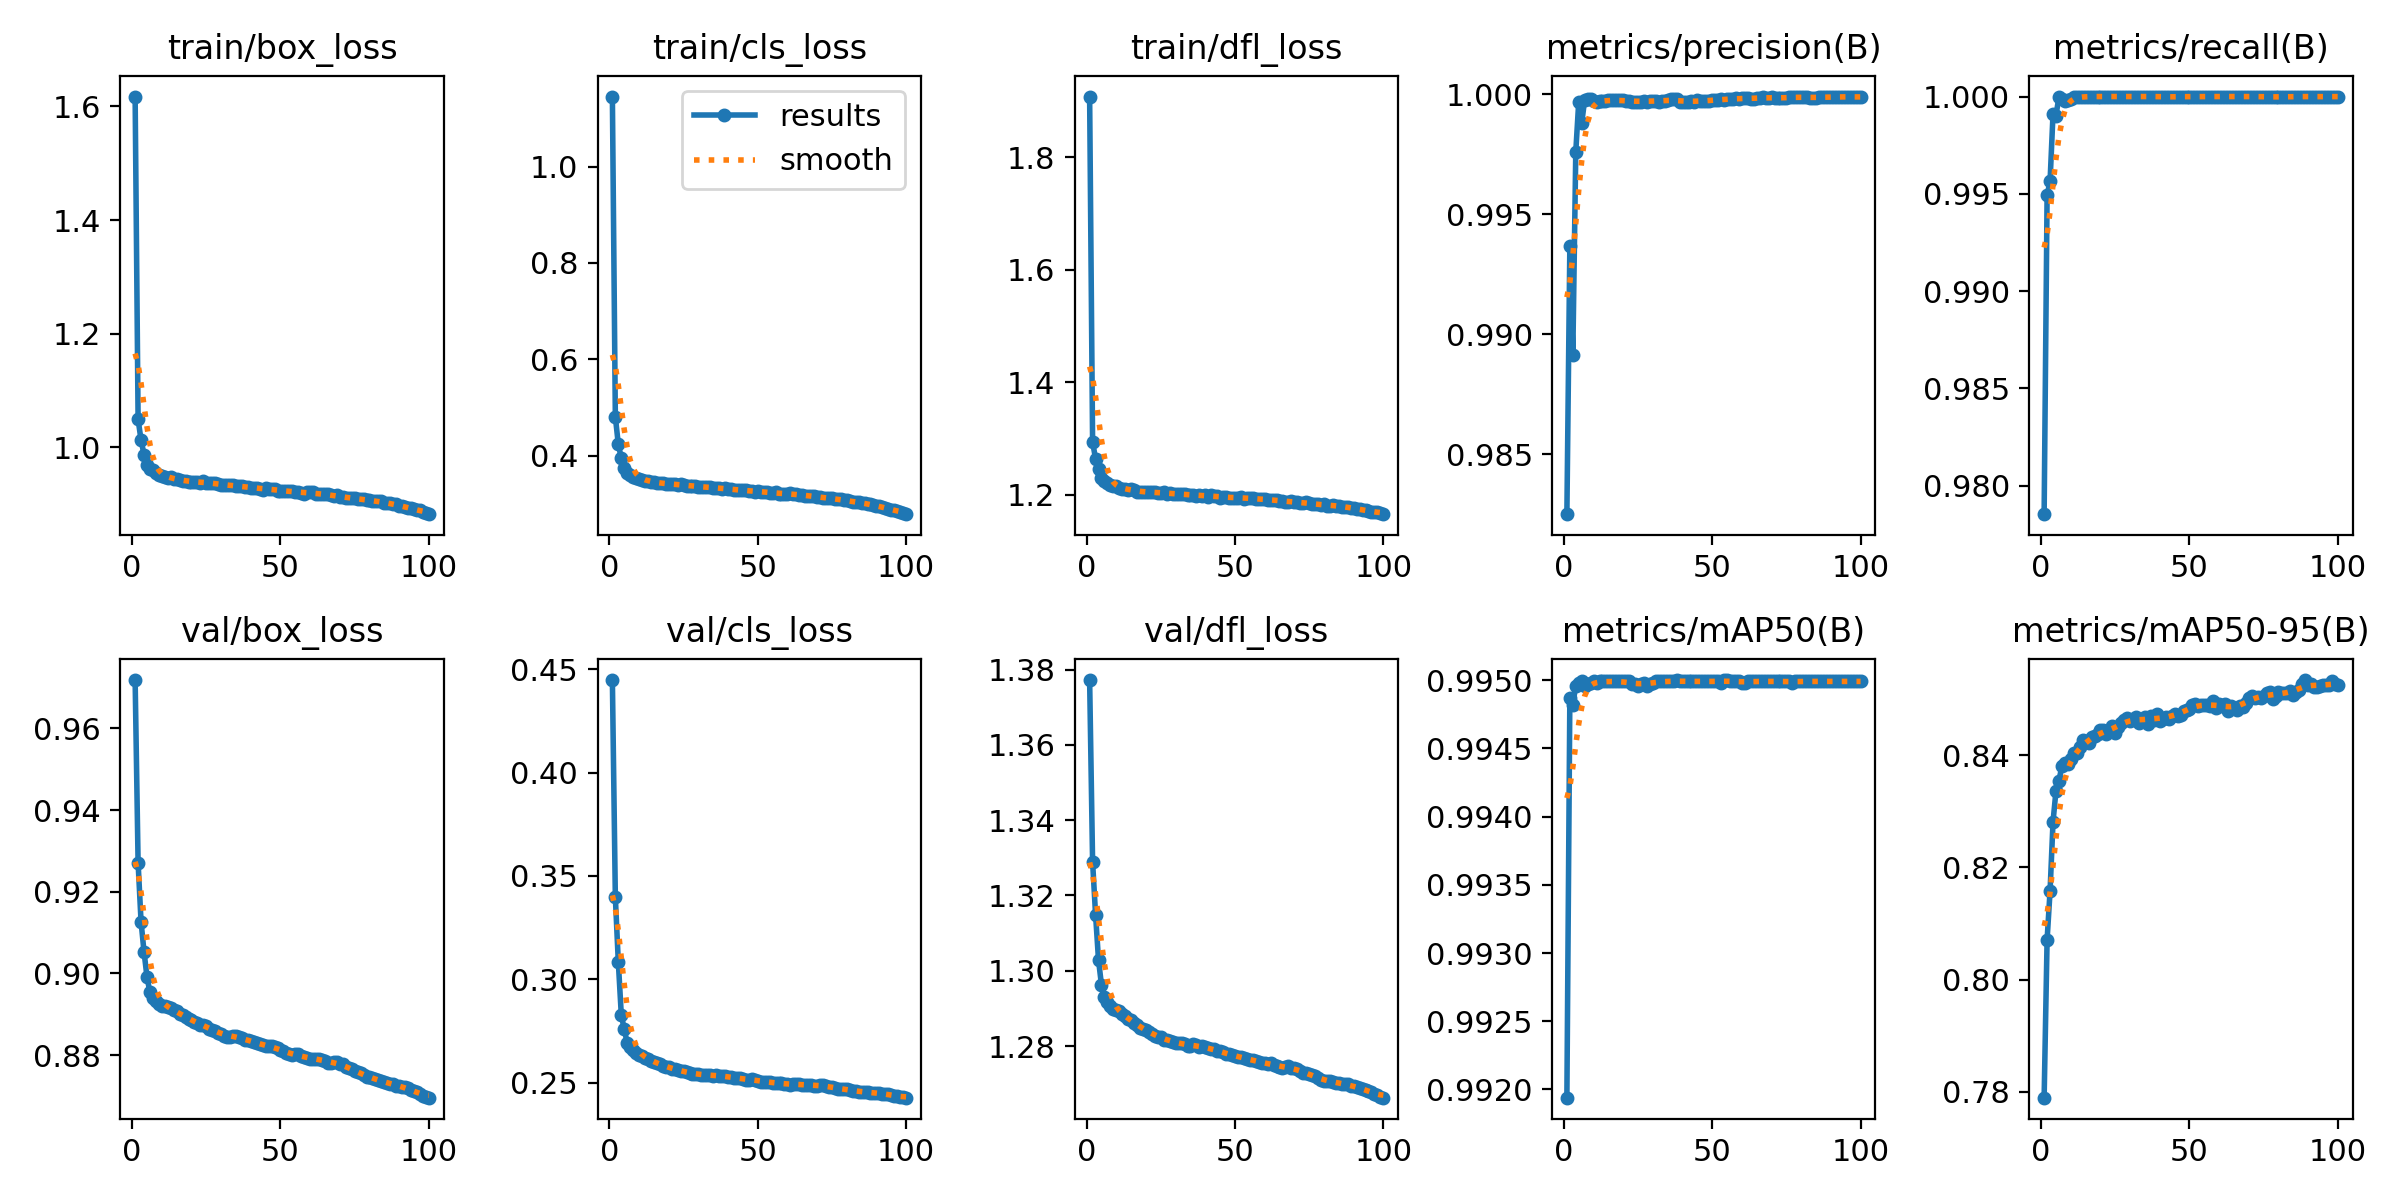 train/box_loss
1.6
1.4
1.2
1.0
0 50 100
train/cls_loss
results
smooth
1.0
0.8
0.6
0.4
0 50 100
train/dfl_loss
1.8
1.6
1.4
1.2
0 50 100
metrics/precision(B)
1.000
0.995
0.990
0.985
0 50 100
metrics/recall(B)
1.000
0.995
0.990
0.985
0.980
0 50 100
val/box_loss
0.96
0.94
0.92
0.90
0.88
0 50 100
val/cls_loss
0.45
0.40
0.35
0.30
0.25
0 50 100
val/dfl_loss
1.38
1.36
1.34
1.32
1.30
1.28
0 50 100
metrics/mAP50(B)
0.9950
0.9945
0.9940
0.9935
0.9930
0.9925
0.9920
0 50 100
metrics/mAP50-95(B)
0.84
0.82
0.80
0.78
0 50 100